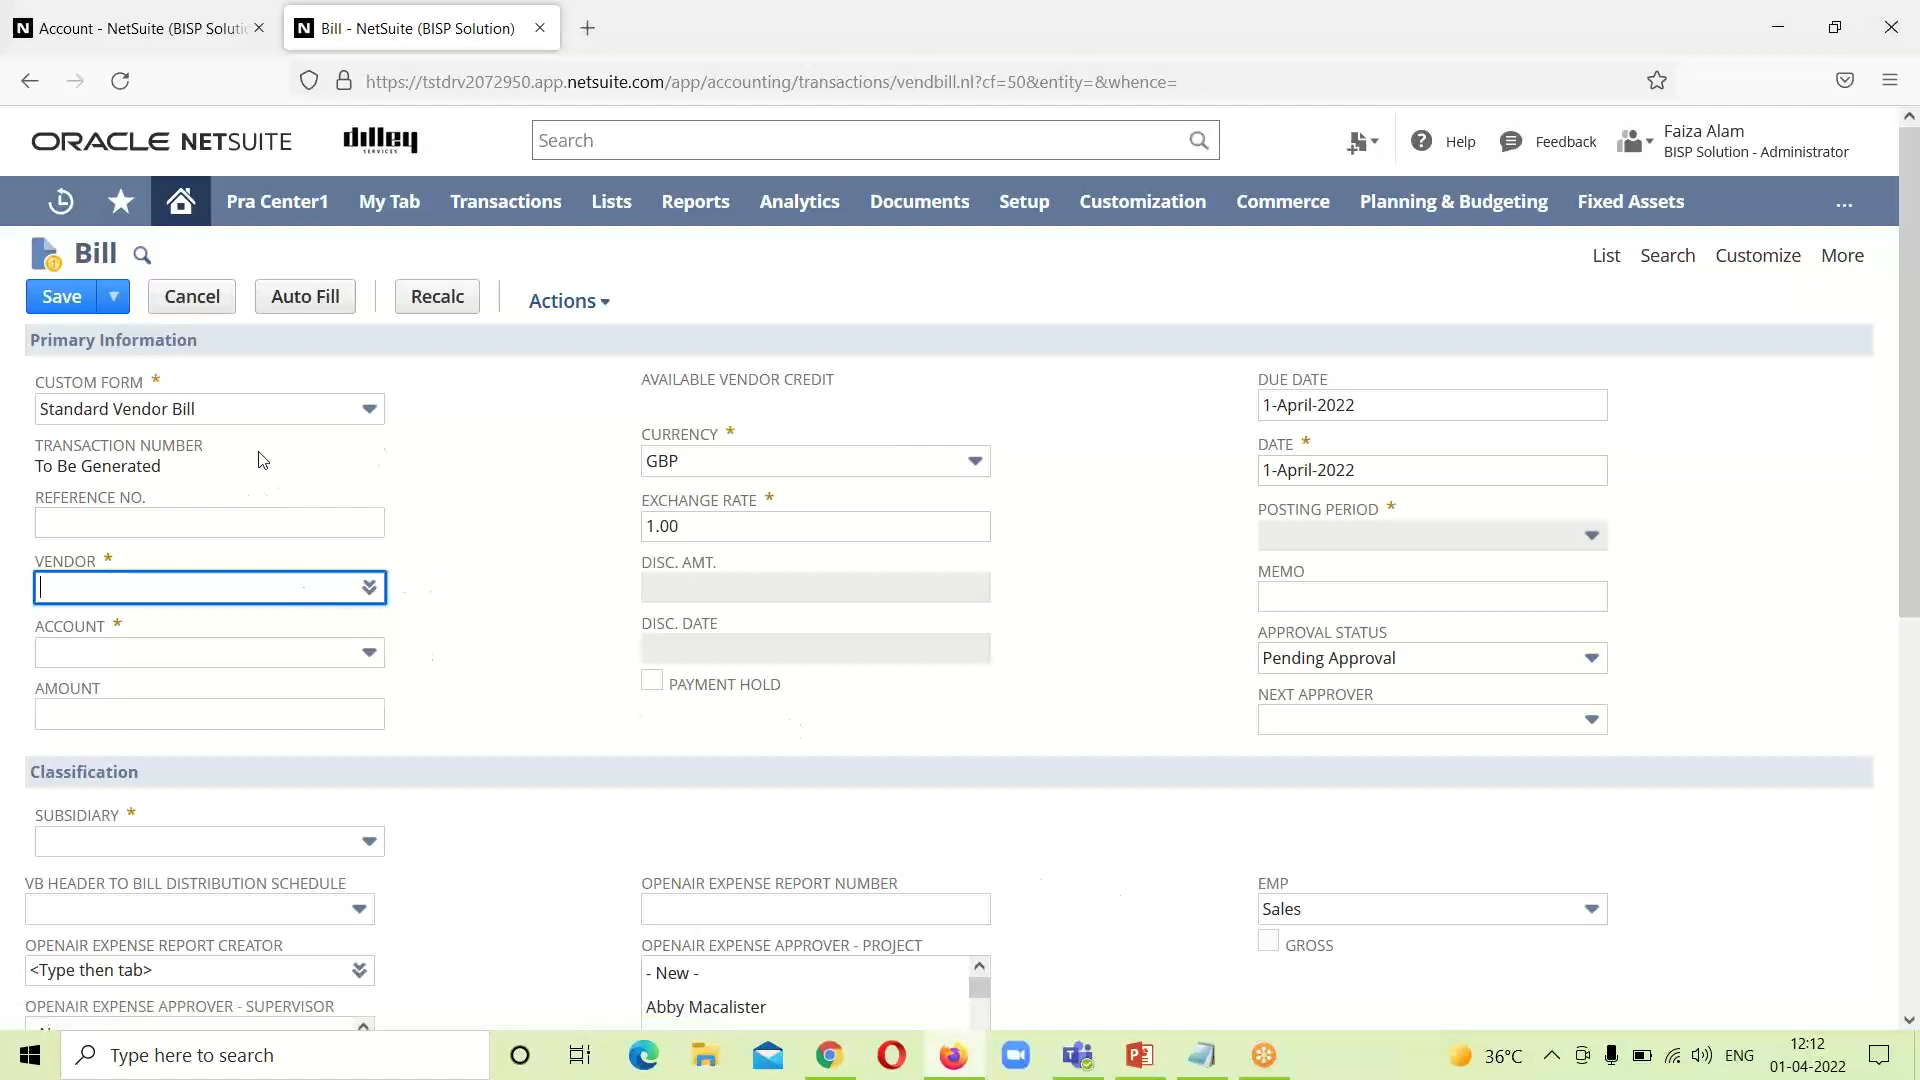 Account - NetSuite (BISP Solutio
Bill - NetSuite (BISP Solution)
https://tstdrv2072950.app.netsuite.com/app/accounting/transactions/vendbill.nl?cf=50&entity=&whence=
ORACLE NETSUITE
dilley
SERVICES
Search
Help
Feedback
Faiza Alam
BISP Solution - Administrator
Pra Center1
My Tab
Transactions
Lists
Reports
Analytics
Documents
Setup
Customization
Commerce
Planning & Budgeting
Fixed Assets
...
Bill
List
Search
Customize
More
Save
Cancel
Auto Fill
Recalc
Actions
Primary Information
CUSTOM FORM *
Standard Vendor Bill
TRANSACTION NUMBER
To Be Generated
REFERENCE NO.
VENDOR *
ACCOUNT *
AMOUNT
AVAILABLE VENDOR CREDIT
CURRENCY *
GBP
EXCHANGE RATE *
1.00
DISC. AMT.
DISC. DATE
PAYMENT HOLD
DUE DATE
1-April-2022
DATE *
1-April-2022
POSTING PERIOD *
MEMO
APPROVAL STATUS
Pending Approval
NEXT APPROVER
Classification
SUBSIDIARY *
VB HEADER TO BILL DISTRIBUTION SCHEDULE
OPENAIR EXPENSE REPORT CREATOR
<Type then tab>
OPENAIR EXPENSE APPROVER - SUPERVISOR
OPENAIR EXPENSE REPORT NUMBER
OPENAIR EXPENSE APPROVER - PROJECT
- New -
Abby Macalister
EMP
Sales
GROSS
Type here to search
36°C
ENG
12:12
01-04-2022